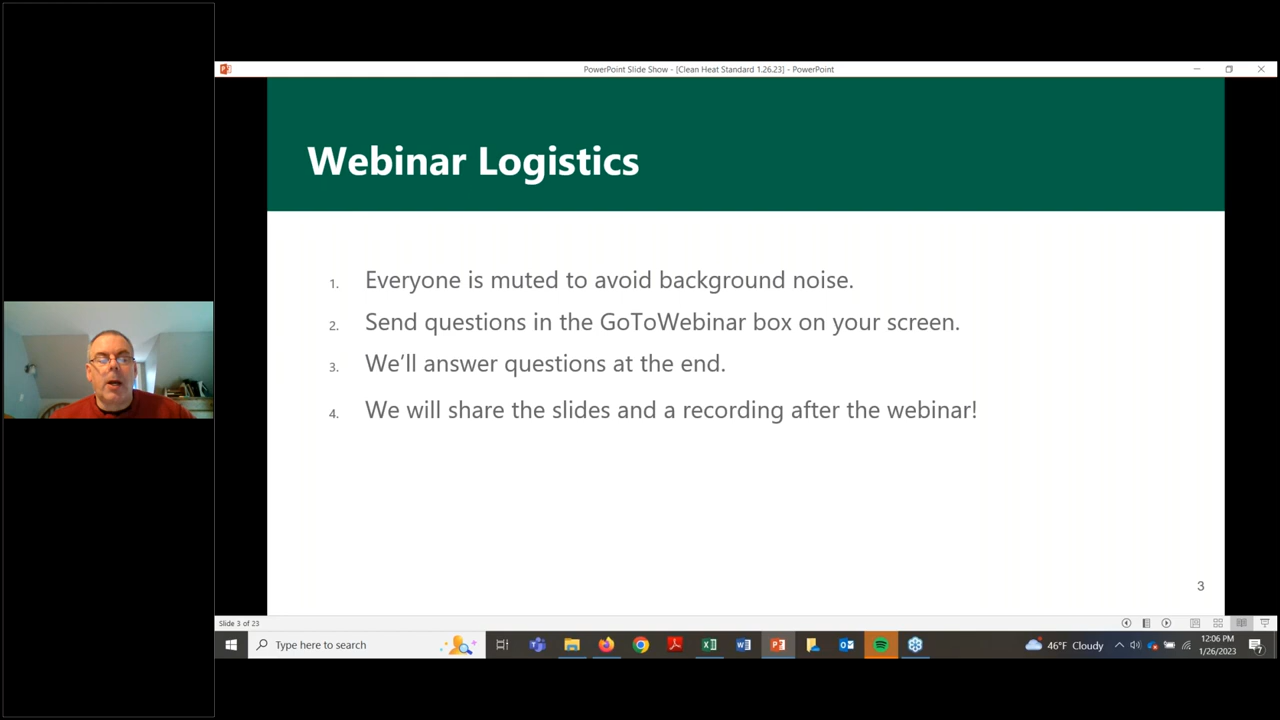 PowerPoint Slide Show - [Clean Heat Standard 1.26.23] - PowerPoint
Webinar Logistics
1. Everyone is muted to avoid background noise.
2. Send questions in the GoToWebinar box on your screen.
3. We’ll answer questions at the end.
4. We will share the slides and a recording after the webinar!
3
Slide 3 of 23
Type here to search
46°F Cloudy
12:06 PM
1/26/2023
7